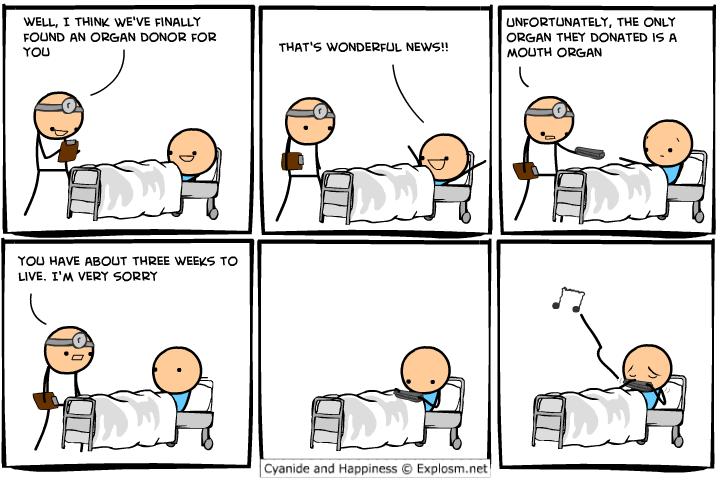 WELL, I THINK WE'VE FINALLY
FOUND AN ORGAN DONOR FOR
YOU
THAT'S WONDERFUL NEWS!!
UNFORTUNATELY, THE ONLY
ORGAN THEY DONATED IS A
MOUTH ORGAN
YOU HAVE ABOUT THREE WEEKS TO
LIVE. I'M VERY SORRY
Cyanide and Happiness © Explosm.net